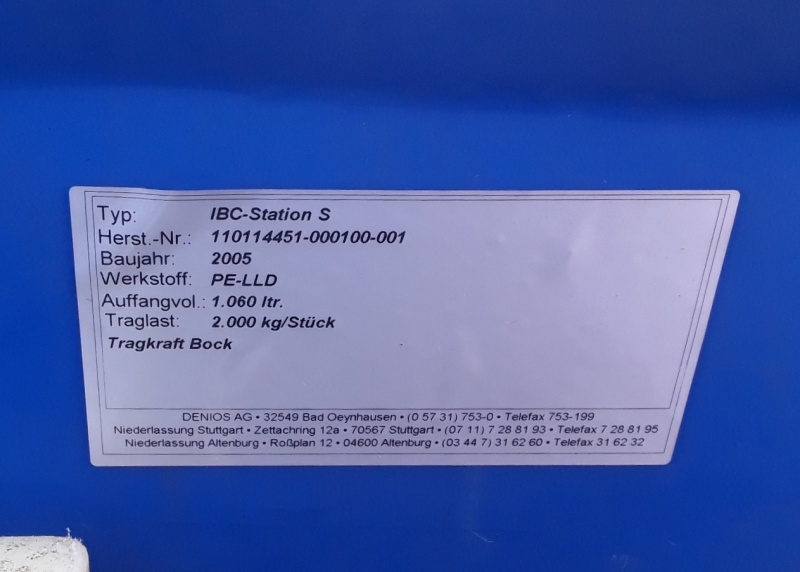 Typ: IBC-Station S
Herst.-Nr.: 110114451-000100-001
Baujahr: 2005
Werkstoff: PE-LLD
Auffangvol.: 1.060 ltr.
Traglast: 2.000 kg/Stück
Tragkraft Bock
DENIOS AG • 32549 Bad Oeynhausen • (0 57 31) 753-0 • Telefax 753-199
Niederlassung Stuttgart • Zettachring 12a • 70567 Stuttgart • (07 11) 7 28 81 93 • Telefax 7 28 81 95
Niederlassung Altenburg • Roßplan 12 • 04600 Altenburg • (03 44 7) 31 62 60 • Telefax 31 62 32